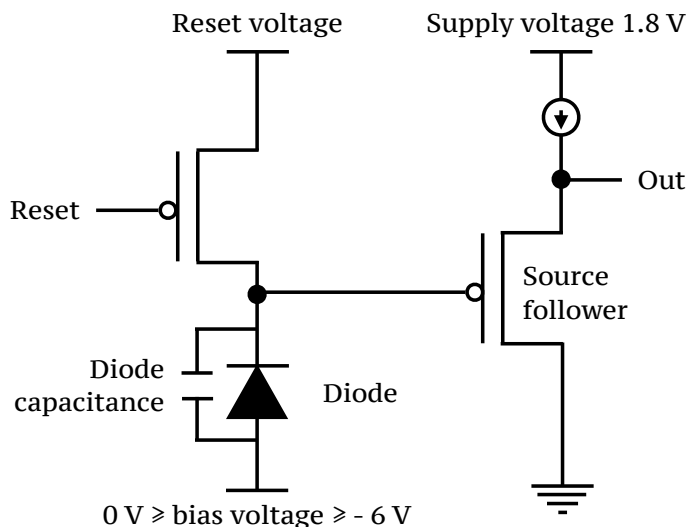 Reset voltage
Supply voltage 1.8 V
Out
Reset
Source
follower
Diode
capacitance
Diode
0 V ⩾ bias voltage ⩾ - 6 V